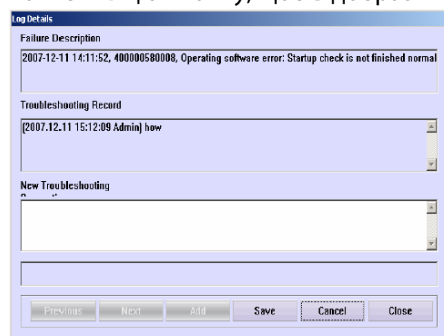 Log Details
Failure Description
2007-12-11 14:11:52, 400000580008, Operating software error: Startup check is not finished normal
Troubleshooting Record
[2007.12.11 15:12:09 Admin] how
New Troubleshooting
Previous Next Add Save Cancel Close